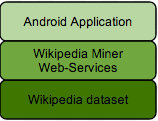 Android Application
Wikipedia Miner
Web-Services
Wikipedia dataset